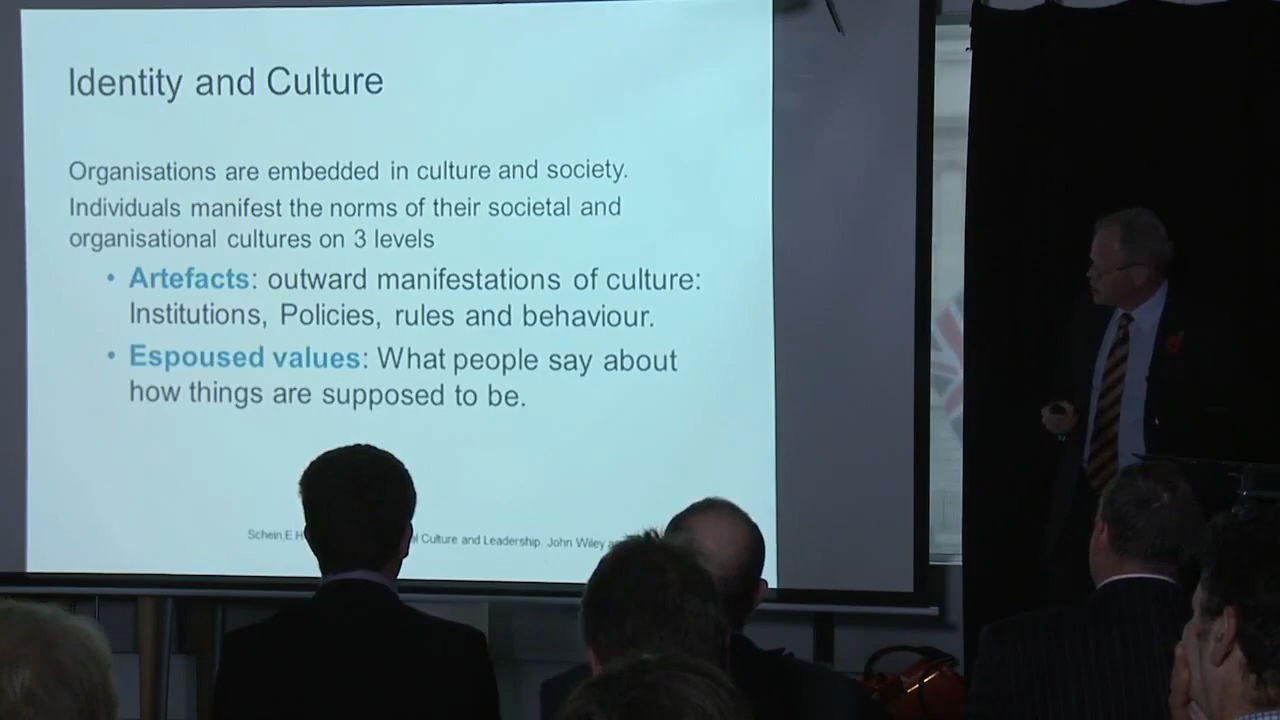 Identity and Culture
Organisations are embedded in culture and society.
Individuals manifest the norms of their societal and
organisational cultures on 3 levels
• Artefacts: outward manifestations of culture:
Institutions, Policies, rules and behaviour.
• Espoused values: What people say about
how things are supposed to be.
Schein,E.H Culture and Leadership. John Wiley